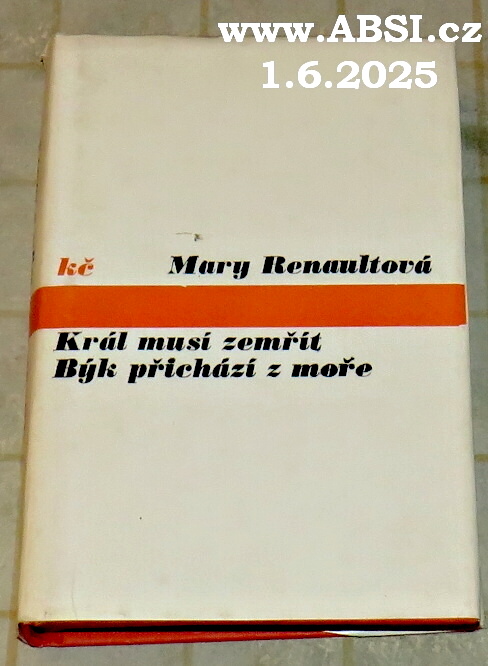 www.ABSI.cz
1.6.2025
kč
Mary Renaultová
Král musí zemřít
Býk přichází z moře